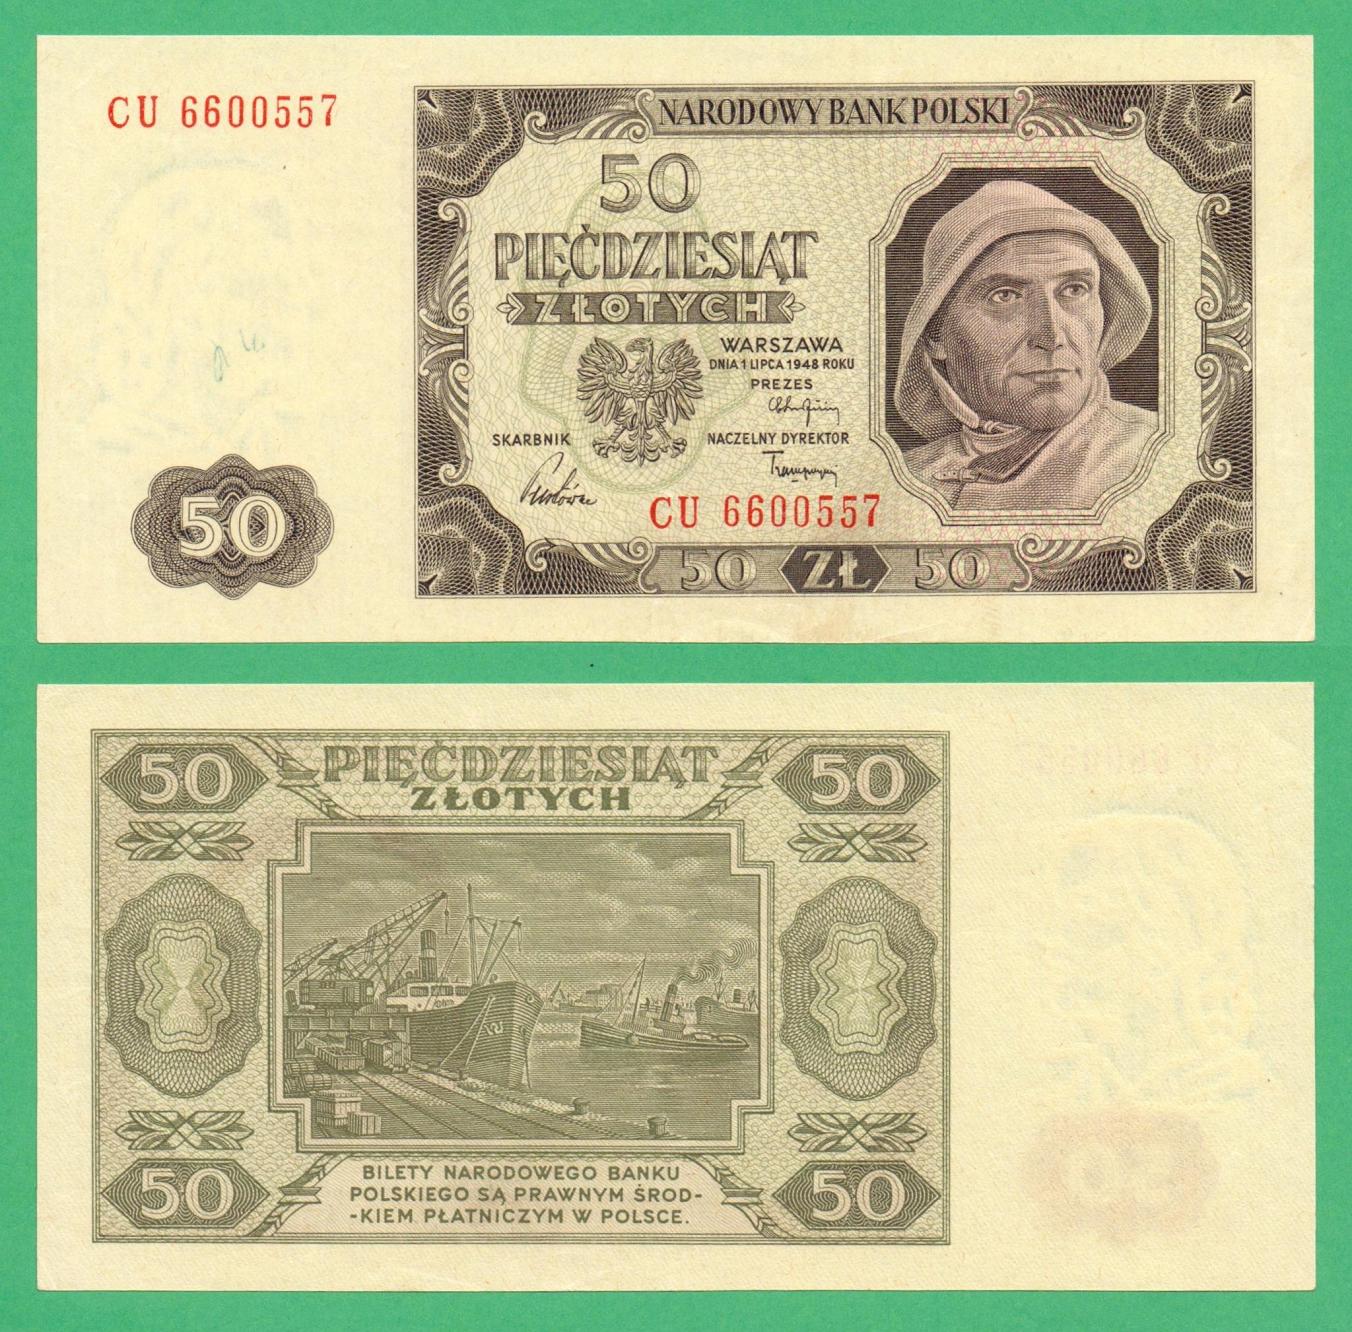 CU 6600557
NARODOWY BANK POLSKI
50
PIĘĆDZIESIĄT
ZŁOTYCH
WARSZAWA
DNIA 1 LIPCA 1948 ROKU
PREZES
SKARBNIK
NACZELNY DYREKTOR
CU 6600557
50
50 ZŁ 50
50 PIĘĆDZIESIĄT 50
ZŁOTYCH
BILETY NARODOWEGO BANKU
POLSKIEGO SĄ PRAWNYM ŚROD-
-KIEM PŁATNICZYM W POLSCE.
50 50